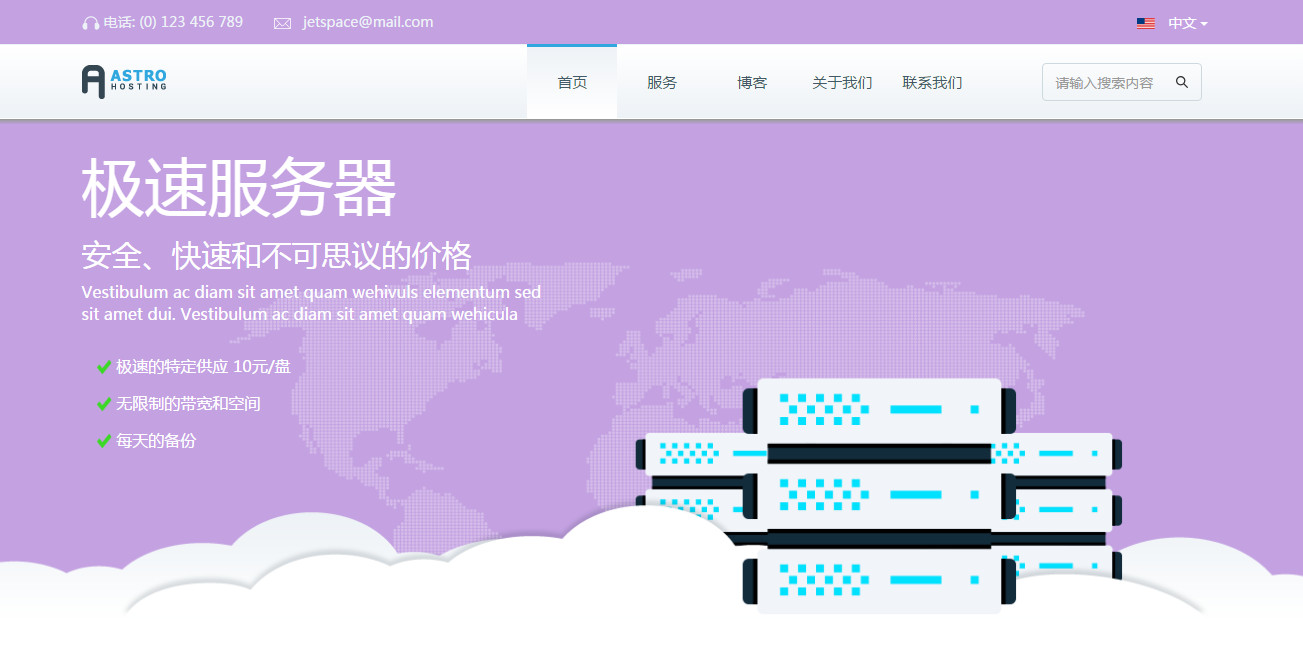 电话: (0) 123 456 789 jetspace@mail.com 中文
ASTRO
HOSTING
首页 服务 博客 关于我们 联系我们 请输入搜索内容
极速服务器
安全、快速和不可思议的价格
Vestibulum ac diam sit amet quam wehivuls elementum sed
sit amet dui. Vestibulum ac diam sit amet quam wehicula
极速的特定供应 10元/盘
无限制的带宽和空间
每天的备份